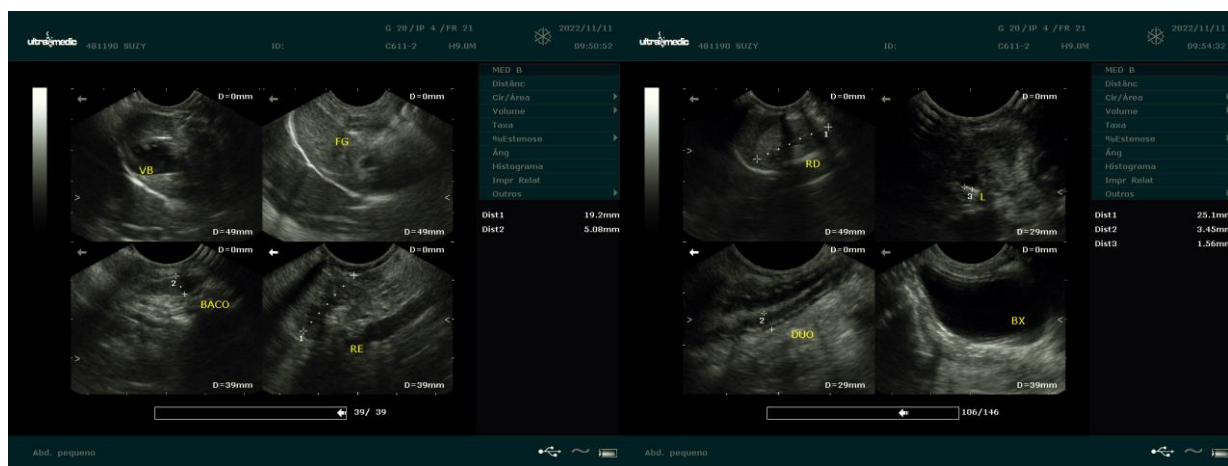 ultramedic 481190 SUZY ID: G 20/IP 4 /FR 21 C611-2 H9.0M 2022/11/11 09:50:52
D=0mm D=0mm
VB FG
D=49mm D=49mm
D=0mm D=0mm
2 BACO
1 RE
D=39mm D=39mm
39/ 39
MED B
Distânc
Cir/Área
Volume
Taxa
%Estenose
Âng
Histograma
Impr Relat
Outros
Dist1 19.2mm
Dist2 5.08mm
Abd. pequeno
ultramedic 481190 SUZY ID: G 20/IP 4 /FR 21 C611-2 H9.0M 2022/11/11 09:54:32
D=0mm D=0mm
1 RD
3 L
D=49mm D=29mm
D=0mm D=0mm
2 DUO BX
D=29mm D=39mm
106/146
MED B
Distânc
Cir/Área
Volume
Taxa
%Estenose
Âng
Histograma
Impr Relat
Outros
Dist1 25.1mm
Dist2 3.45mm
Dist3 1.56mm
Abd. pequeno